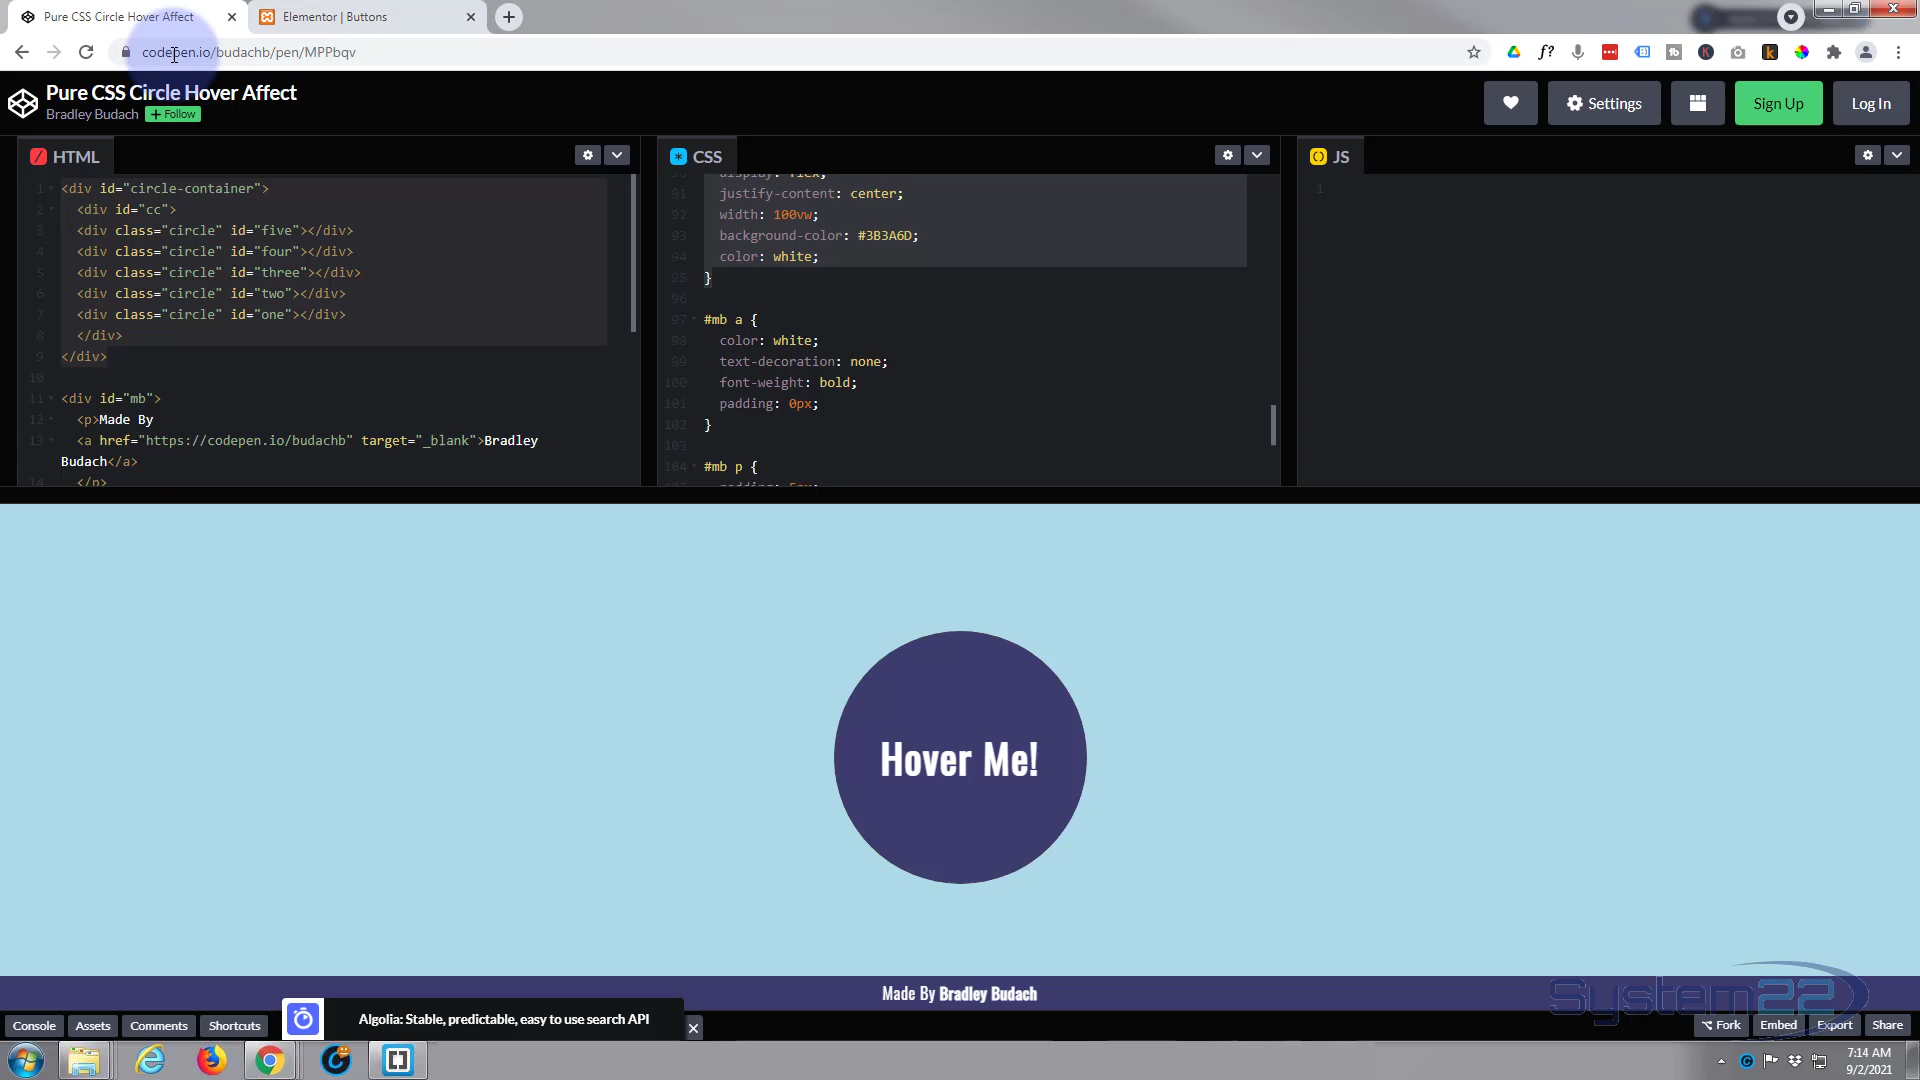 Pure CSS Circle Hover Affect
Elementor | Buttons
codepen.io/budachb/pen/MPPbqv
Pure CSS Circle Hover Affect
Bradley Budach + Follow
Settings
Sign Up
Log In
HTML
CSS
JS
1 <div id="circle-container">
2 <div id="cc">
3 <div class="circle" id="five"></div>
4 <div class="circle" id="four"></div>
5 <div class="circle" id="three"></div>
6 <div class="circle" id="two"></div>
7 <div class="circle" id="one"></div>
8 </div>
9 </div>
10
11 <div id="mb">
12 <p>Made By
13 <a href="https://codepen.io/budachb" target="_blank">Bradley
Budach</a>
14 </p>
90 display: flex;
91 justify-content: center;
92 width: 100vw;
93 background-color: #3B3A6D;
94 color: white;
95 }
96
97 #mb a {
98 color: white;
99 text-decoration: none;
100 font-weight: bold;
101 padding: 0px;
102 }
103
104 #mb p {
105 padding: 5px;
1
Hover Me!
Made By Bradley Budach
System22
Console
Assets
Comments
Shortcuts
Algolia: Stable, predictable, easy to use search API
Fork
Embed
Export
Share
7:14 AM
9/2/2021